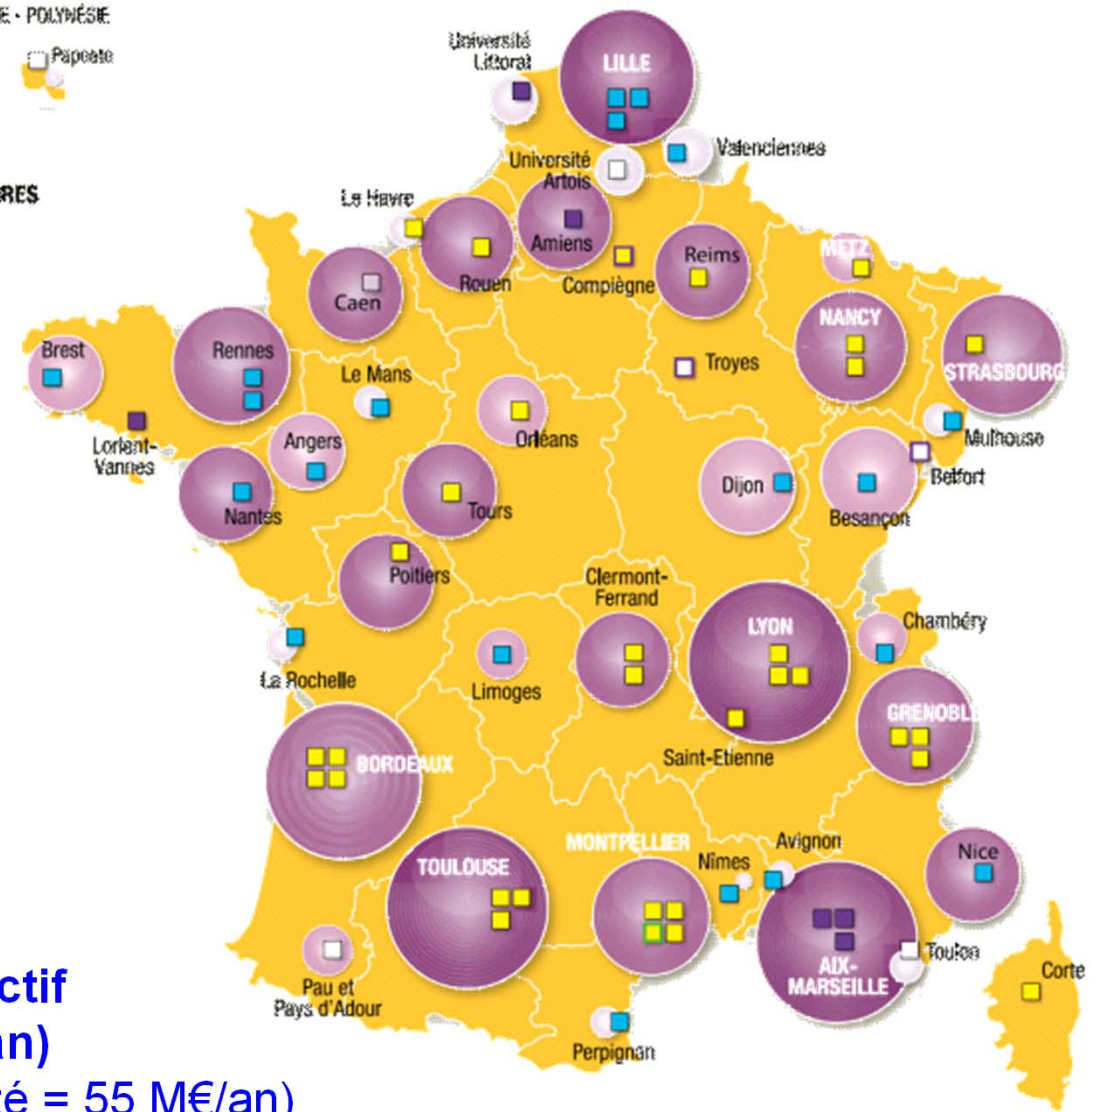 E - POLYNÉSIE
Papeete
RES
Université
Littoral
LILLE
Valenciennes
Université
Artois
Le Havre
Amiens
Rouen
Compiègne
Reims
METZ
Caen
NANCY
STRASBOURG
Brest
Rennes
Le Mans
Troyes
Lorient-
Vannes
Angers
Orléans
Mulhouse
Belfort
Nantes
Tours
Dijon
Besançon
Poitiers
Clermont-
Ferrand
LYON
Chambéry
La Rochelle
Limoges
GRENOBL
Saint-Etienne
BORDEAUX
MONTPELLIER
Avignon
Nîmes
Nice
TOULOUSE
AIX-
MARSEILLE
Toulon
Corte
Pau et
Pays d'Adour
Perpignan
ctif
an)
té = 55 M€/an)